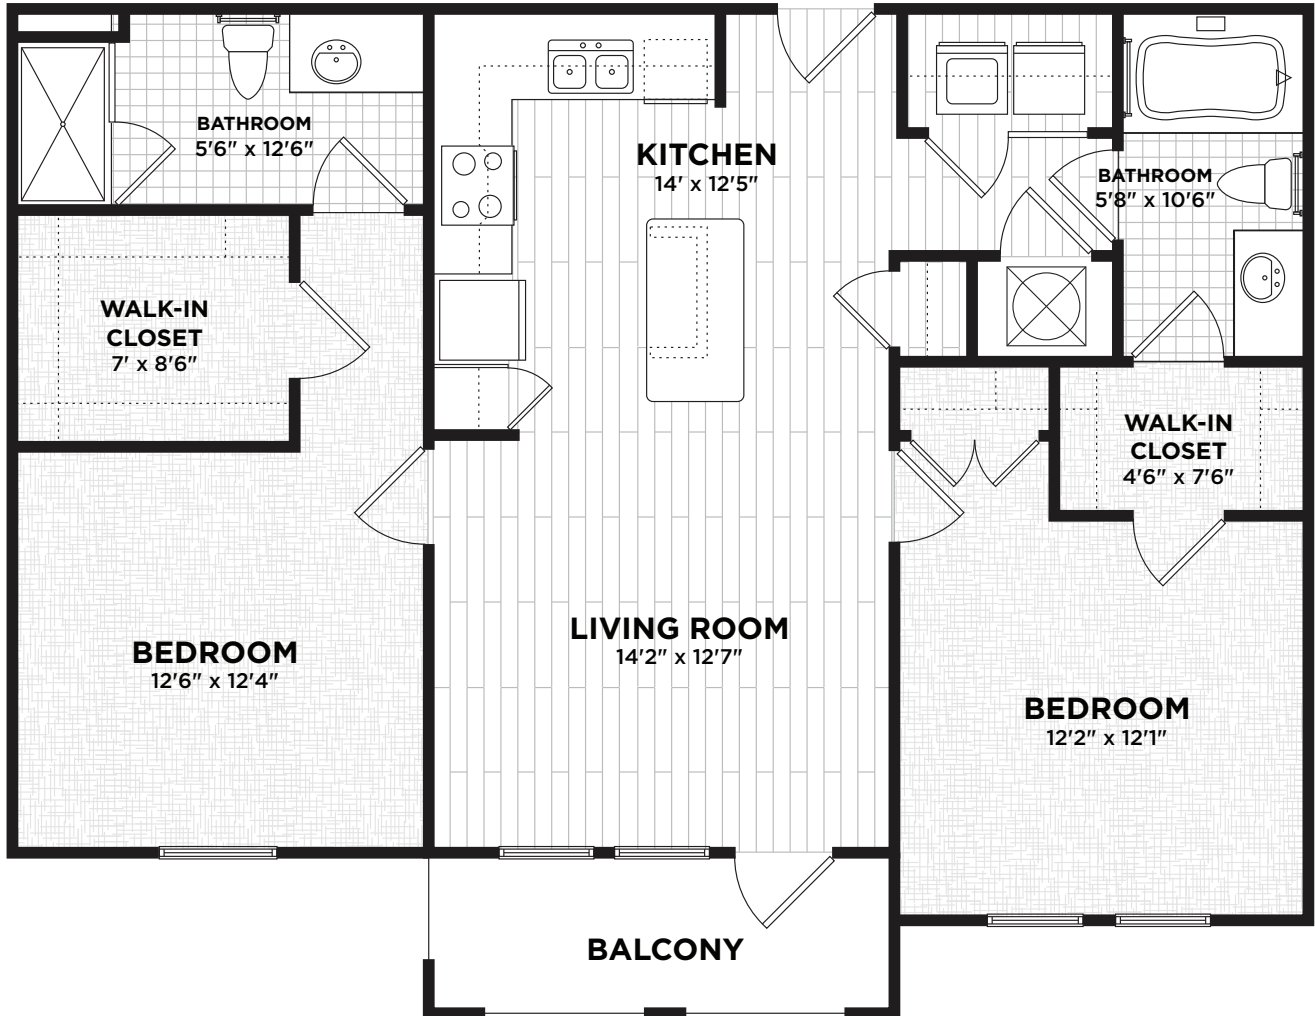 BATHROOM
5'6" x 12'6"
KITCHEN
14' x 12'5"
BATHROOM
5'8" x 10'6"
WALK-IN
CLOSET
7' x 8'6"
WALK-IN
CLOSET
4'6" x 7'6"
BEDROOM
12'6" x 12'4"
LIVING ROOM
14'2" x 12'7"
BEDROOM
12'2" x 12'1"
BALCONY